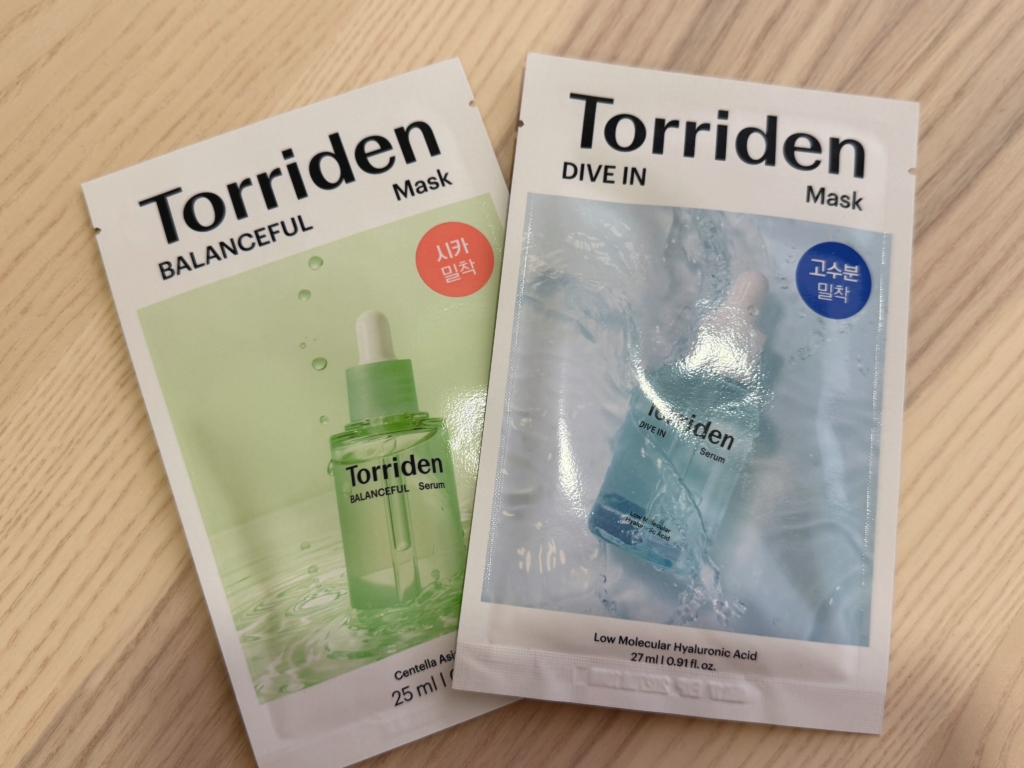 Torriden
BALANCEFUL
Mask
시카
밀착
Torriden
BALANCEFUL Serum
Centella
25 ml |
Torriden
DIVE IN
Mask
고수분
밀착
Torriden
DIVE IN
Serum
Low Molecular Hyaluronic Acid
27 ml | 0.91 fl. oz.